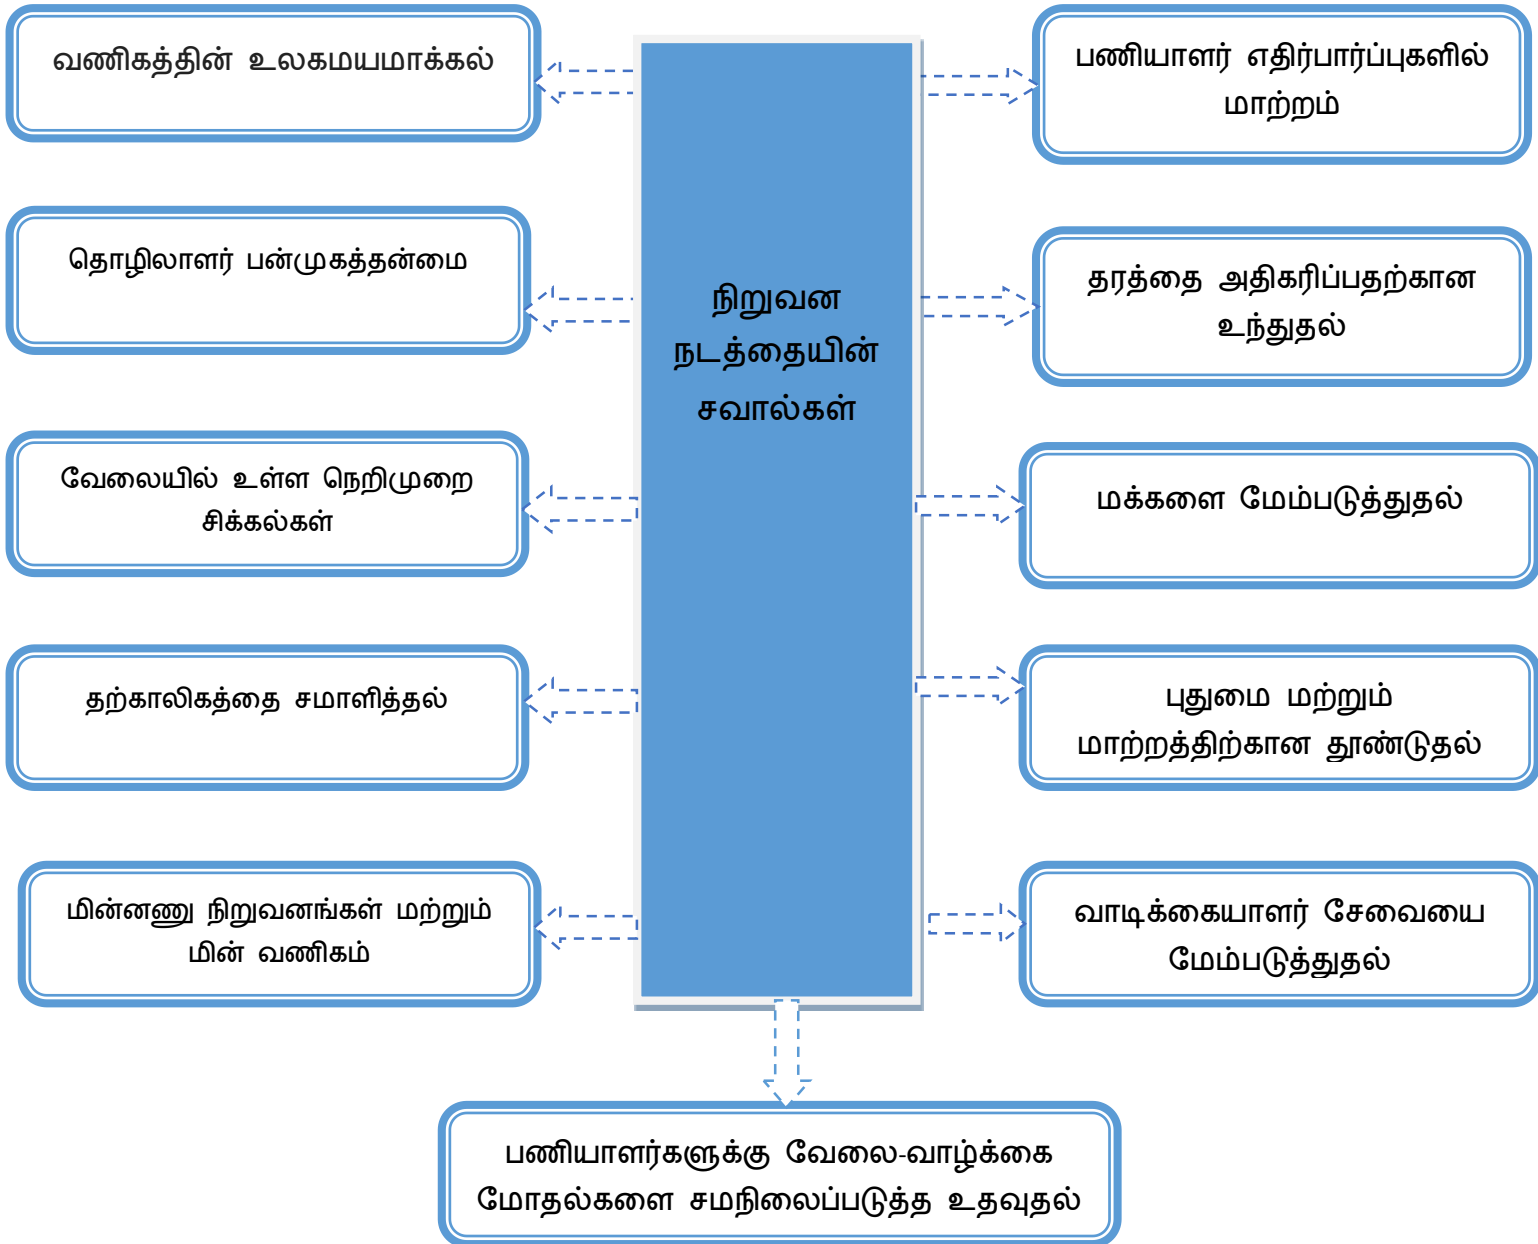 வணிகத்தின் உலகமயமாக்கல்
தொழிலாளர் பன்முகத்தன்மை
வேலையில் உள்ள நெறிமுறை
சிக்கல்கள்
தற்காலிகத்தை சமாளித்தல்
மின்னணு நிறுவனங்கள் மற்றும்
மின் வணிகம்
நிறுவன
நடத்தையின்
சவால்கள்
பணியாளர் எதிர்பார்ப்புகளில்
மாற்றம்
தரத்தை அதிகரிப்பதற்கான
உந்துதல்
மக்களை மேம்படுத்துதல்
புதுமை மற்றும்
மாற்றத்திற்கான தூண்டுதல்
வாடிக்கையாளர் சேவையை
மேம்படுத்துதல்
பணியாளர்களுக்கு வேலை-வாழ்க்கை
மோதல்களை சமநிலைப்படுத்த உதவுதல்